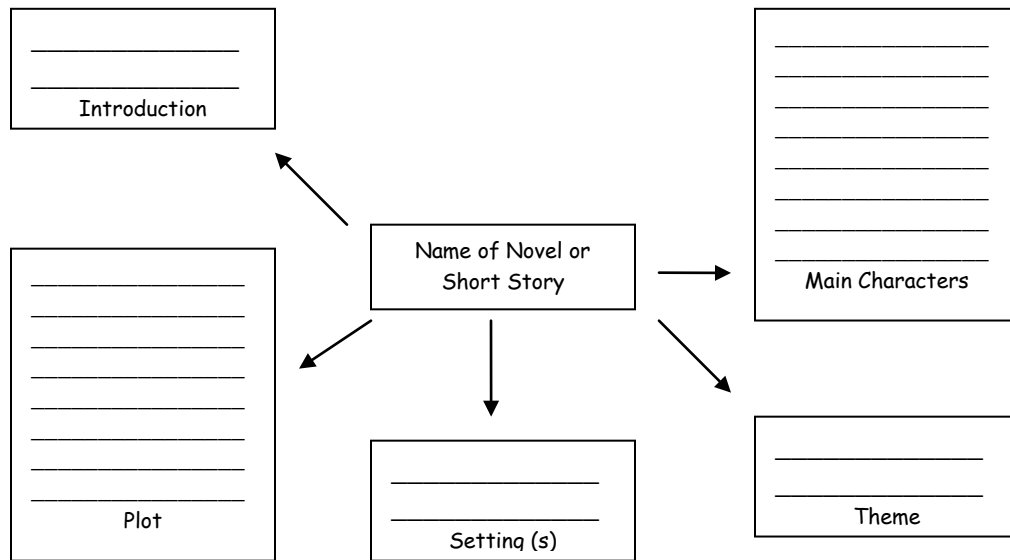 Introduction
Name of Novel or
Short Story
Main Characters
Plot
Setting (s)
Theme